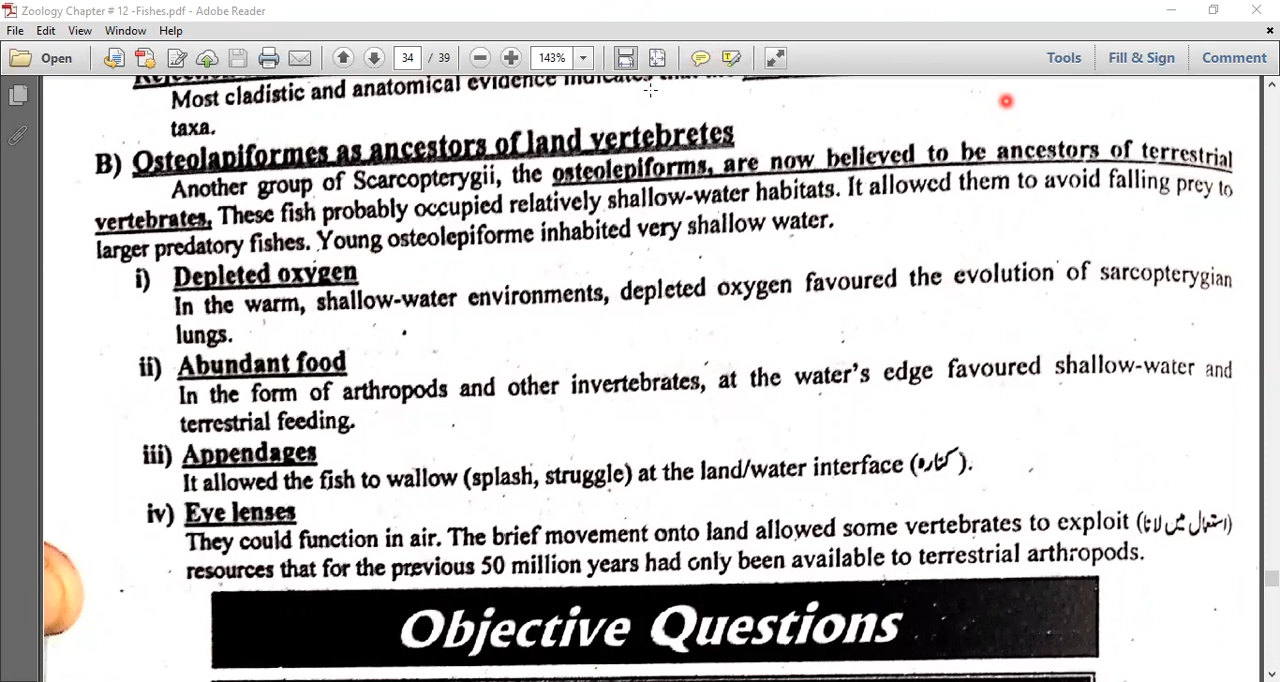 Zoology Chapter # 12 -Fishes.pdf - Adobe Reader
File Edit View Window Help
Open 34 / 39 143% Tools Fill & Sign Comment
Most cladistic and anatomical evidence indicates that the
taxa.
B) Osteolapiformes as ancestors of land vertebretes
Another group of Scarcopterygii, the osteolepiforms, are now believed to be ancestors of terrestrial
vertebrates. These fish probably occupied relatively shallow-water habitats. It allowed them to avoid falling prey to
larger predatory fishes. Young osteolepiforme inhabited very shallow water.
i) Depleted oxygen
In the warm, shallow-water environments, depleted oxygen favoured the evolution of sarcopterygian
lungs.
ii) Abundant food
In the form of arthropods and other invertebrates, at the water's edge favoured shallow-water and
terrestrial feeding.
iii) Appendages
It allowed the fish to wallow (splash, struggle) at the land/water interface (کنارہ).
iv) Eye lenses
They could function in air. The brief movement onto land allowed some vertebrates to exploit (استعمال میں لانا)
resources that for the previous 50 million years had only been available to terrestrial arthropods.
Objective Questions